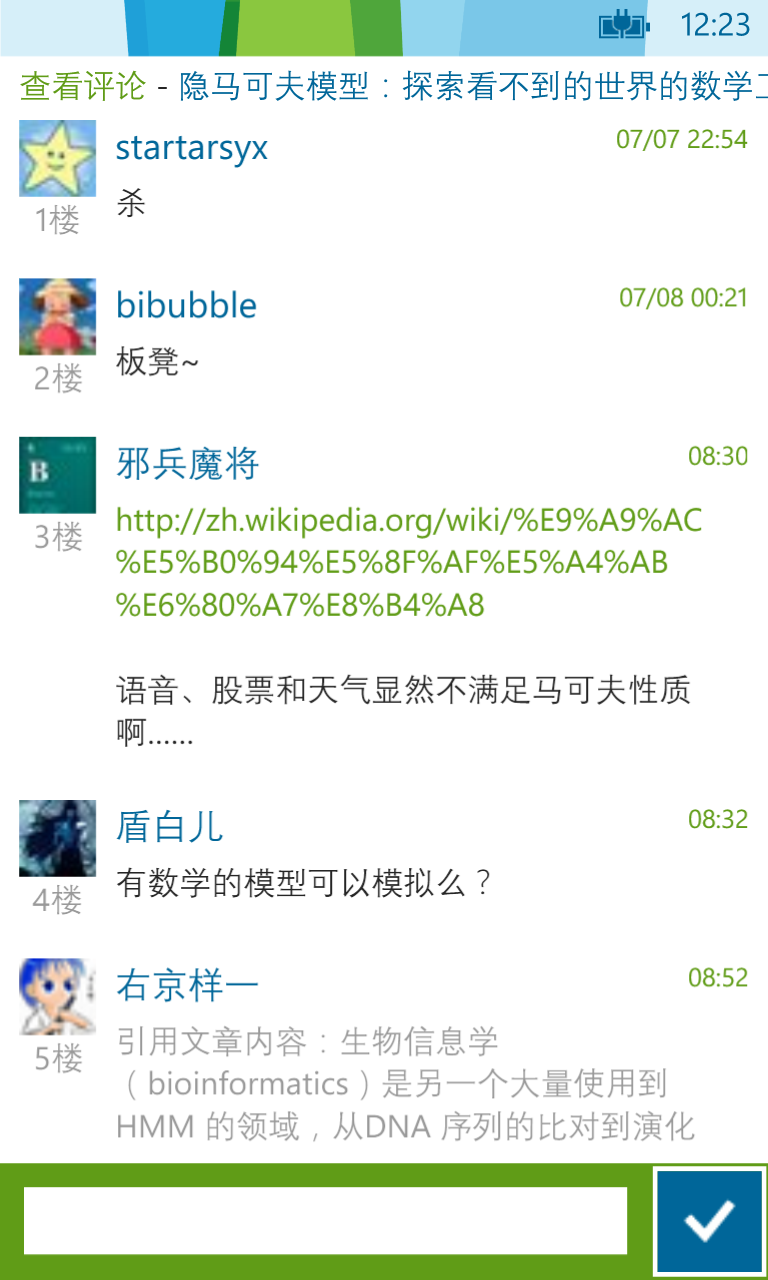 12:23
查看评论 - 隐马可夫模型：探索看不到的世界的数学工
startarsyx
07/07 22:54
杀
1楼
bibubble
07/08 00:21
板凳~
2楼
B
邪兵魔将
08:30
3楼
http://zh.wikipedia.org/wiki/%E9%A9%AC
%E5%B0%94%E5%8F%AF%E5%A4%AB
%E6%80%A7%E8%B4%A8
语音、股票和天气显然不满足马可夫性质
啊……
盾白儿
08:32
有数学的模型可以模拟么？
4楼
右京样一
08:52
5楼
引用文章内容：生物信息学
（bioinformatics）是另一个大量使用到
HMM 的领域，从DNA 序列的比对到演化